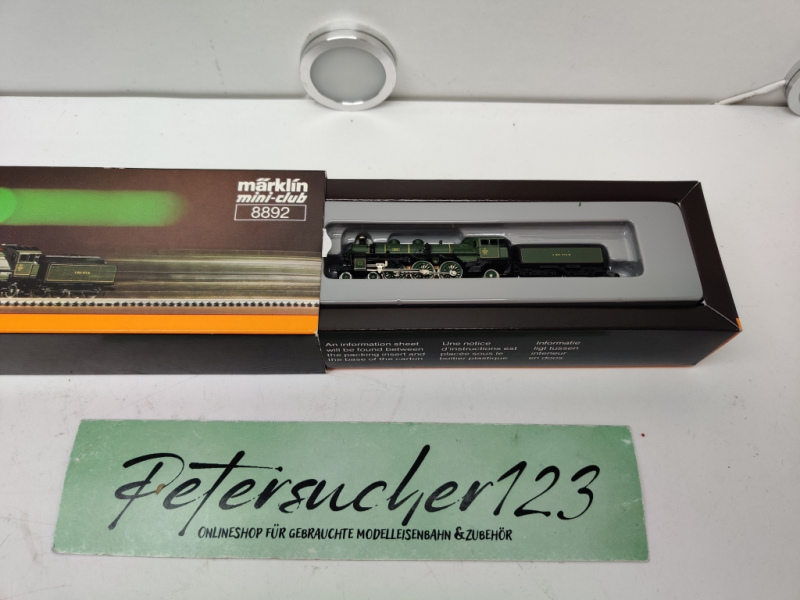 märklin
mini-club
8892
An information sheet
will be found between
the packing insert and
the base of the carton
Une notice
d'instructions est
placée sous le
boîtier plastique
Informatie
ligt tussen
interieur
en doos
Petersucher123
ONLINESHOP FÜR GEBRAUCHTE MODELLEISENBAHN & ZUBEHÖR